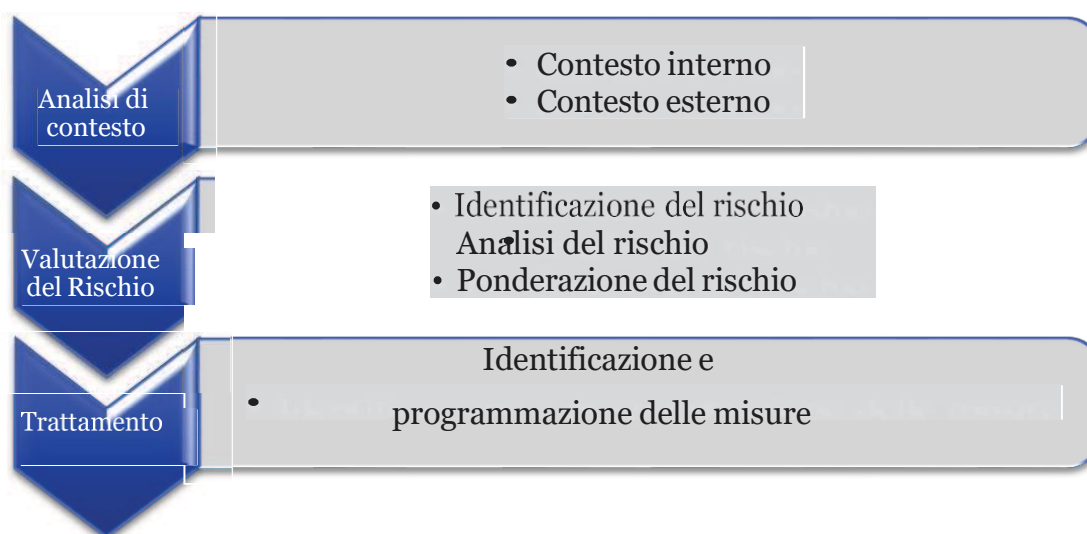 Analisi di
contesto
• Contesto interno
• Contesto esterno
Valutazione
del Rischio
• Identificazione del rischio
• Analisi del rischio
• Ponderazione del rischio
Trattamento
• Identificazione e
programmazione delle misure